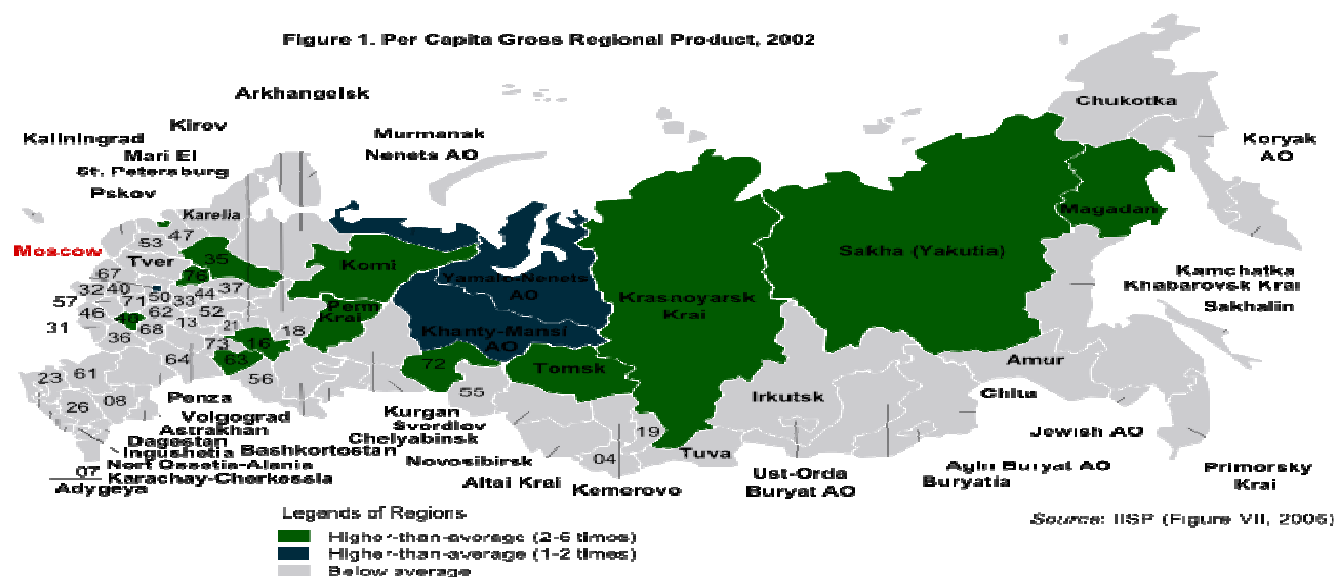 Figure 1. Per Capita Gross Regional Product, 2002
Arkhangelsk
Kirov
Kaliningrad
Murmansk
Nenets AO
Mari El
St. Petersburg
Pskov
Chukotka
Koryak
AO
Karelia
Magadan
47
53
Moscow
Tver
35
Komi
Sakha (Yakutia)
67
76
Yamalo-Nenets
AO
Kamchatka
Khabarovsk Krai
Sakhalin
32
40
57
71
50
33
44
37
Krasnoyarsk
Krai
46
62
52
Perm
Krai
31
36
68
13
21
18
Khanty-Mansi
AO
73
16
63
64
56
72
Tomsk
Amur
23
61
26
08
55
Irkutsk
Chita
Penza
Volgograd
Astrakhan
Dagestan
Ingushetia
Bashkortostan
07
Nort Ossetia-Alania
Karachay-Cherkessia
Adygeya
Kurgan
Svordlov
Chelyabinsk
Novosibirsk
Altai Krai
Kemerovo
19
04
Tuva
Ust-Orda
Buryat AO
Jewish AO
Buryat AO
Buryatia
Primorsky
Krai
Legends of Regions
Higher-than-average (2-6 times)
Higher-than-average (1-2 times)
Below average
Source: IISP (Figure VII, 2006)